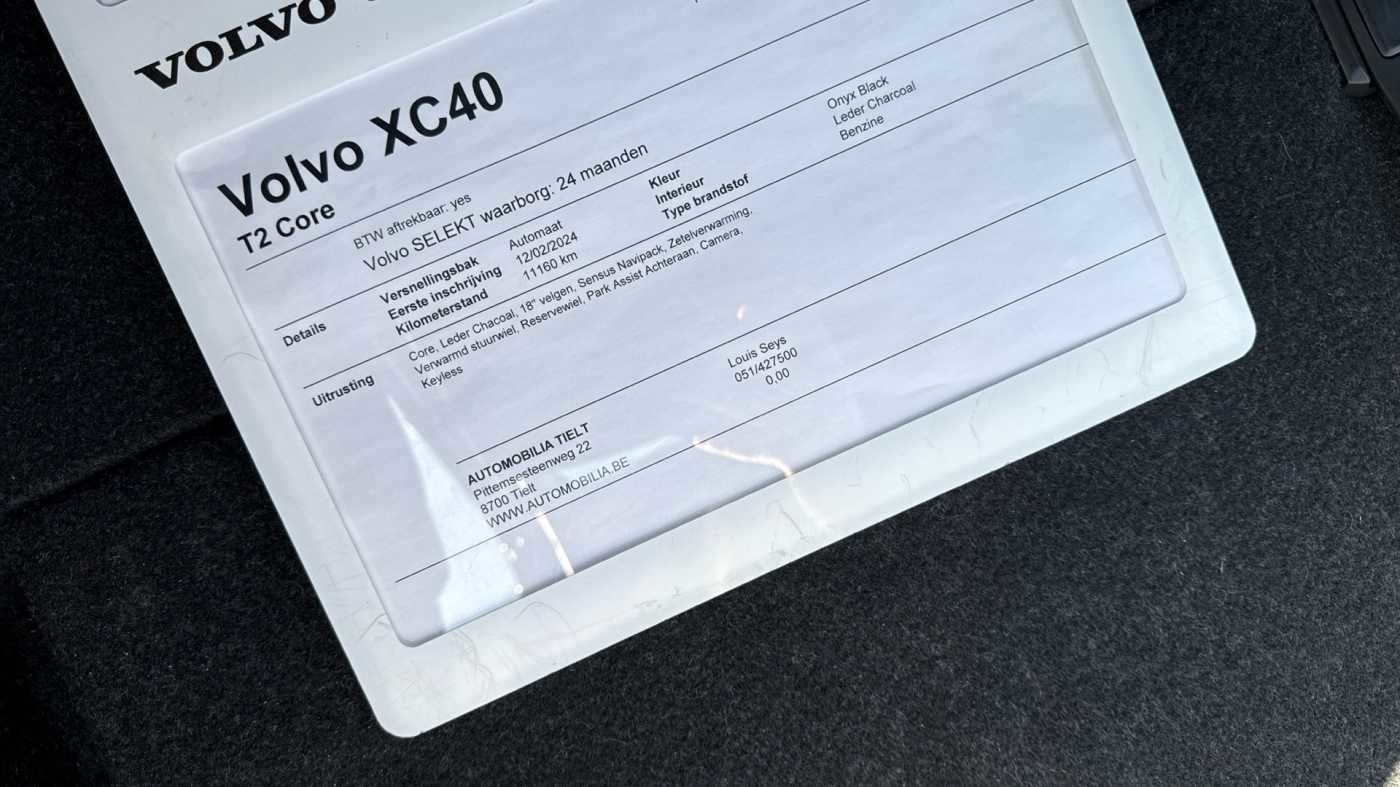 VOLVO
Volvo XC40
T2 Core
BTW aftrekbaar: yes
Volvo SELEKT waarborg: 24 maanden
Details
Versnellingsbak Automaat
Eerste inschrijving 12/02/2024
Kilometerstand 11160 km
Kleur Onyx Black
Interieur Leder Charcoal
Type brandstof Benzine
Uitrusting
Core, Leder Chacoal, 18" velgen, Sensus Navipack, Zetelverwarming,
Verwarmd stuurwiel, Reservewiel, Park Assist Achteraan, Camera,
Keyless
AUTOMOBILIA TIELT
Pittemsesteenweg 22
8700 Tielt
WWW.AUTOMOBILIA.BE
Louis Seys
051/427500
0,00